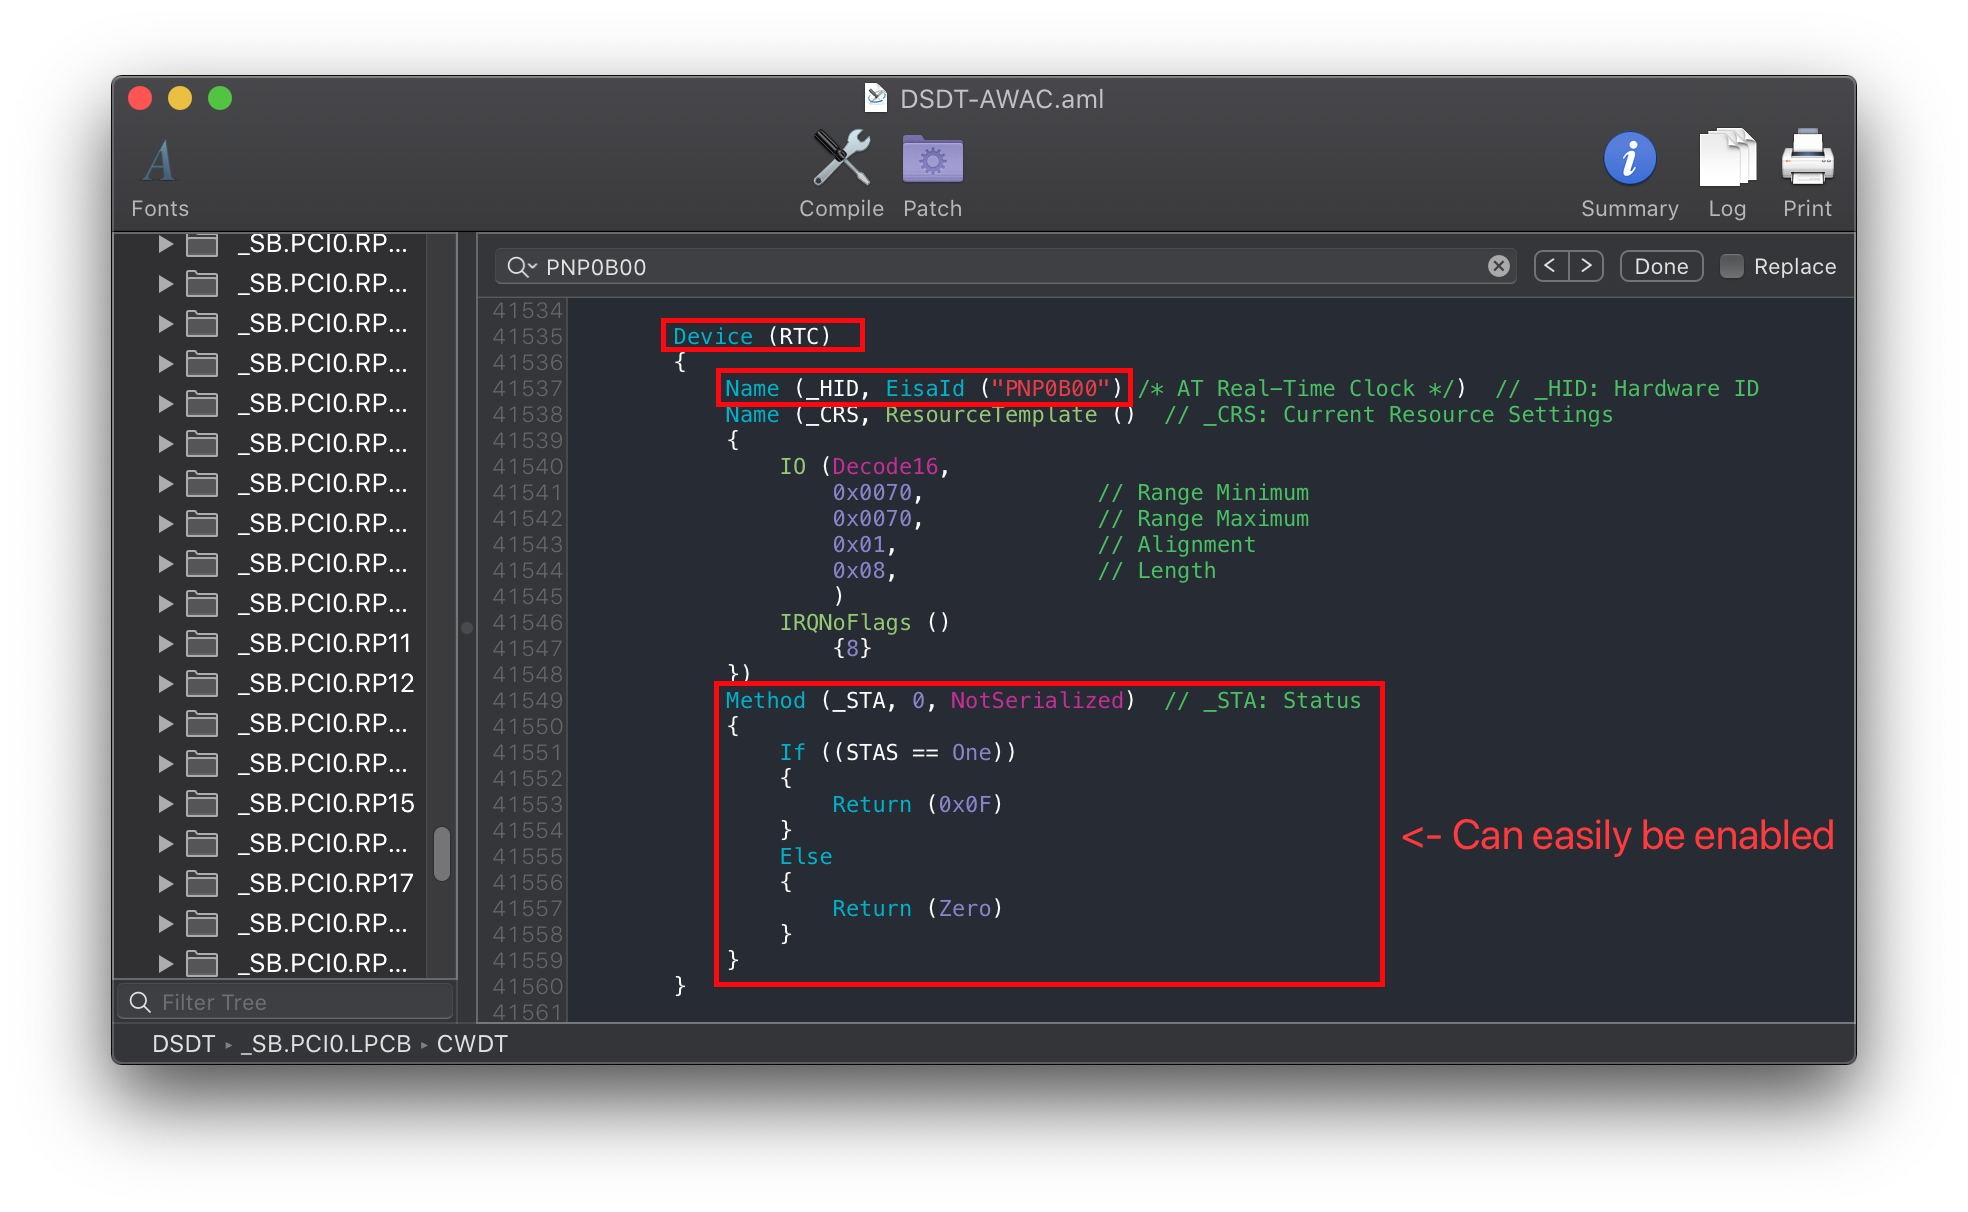 DSDT-AWAC.aml
Fonts
Compile
Patch
Summary
Log
Print
_SB.PCI0.RP...
_SB.PCI0.RP...
_SB.PCI0.RP...
_SB.PCI0.RP...
_SB.PCI0.RP...
_SB.PCI0.RP...
_SB.PCI0.RP...
_SB.PCI0.RP...
_SB.PCI0.RP...
_SB.PCI0.RP...
_SB.PCI0.RP11
_SB.PCI0.RP12
_SB.PCI0.RP...
_SB.PCI0.RP...
_SB.PCI0.RP15
_SB.PCI0.RP...
_SB.PCI0.RP17
_SB.PCI0.RP...
_SB.PCI0.RP...
Filter Tree
PNP0B00
< >
Done
Replace
41534
41535 Device (RTC)
41536 {
41537 Name (_HID, EisaId ("PNP0B00") /* AT Real-Time Clock */) // _HID: Hardware ID
41538 Name (_CRS, ResourceTemplate () // _CRS: Current Resource Settings
41539 {
41540 IO (Decode16,
41541 0x0070, // Range Minimum
41542 0x0070, // Range Maximum
41543 0x01, // Alignment
41544 0x08, // Length
41545 )
41546 IRQNoFlags ()
41547 {8}
41548 })
41549 Method (_STA, 0, NotSerialized) // _STA: Status
41550 {
41551 If ((STAS == One))
41552 {
41553 Return (0x0F)
41554 }
41555 Else
41556 {
41557 Return (Zero)
41558 }
41559 }
41560 }
41561
<- Can easily be enabled
DSDT ▸ _SB.PCI0.LPCB ▸ CWDT